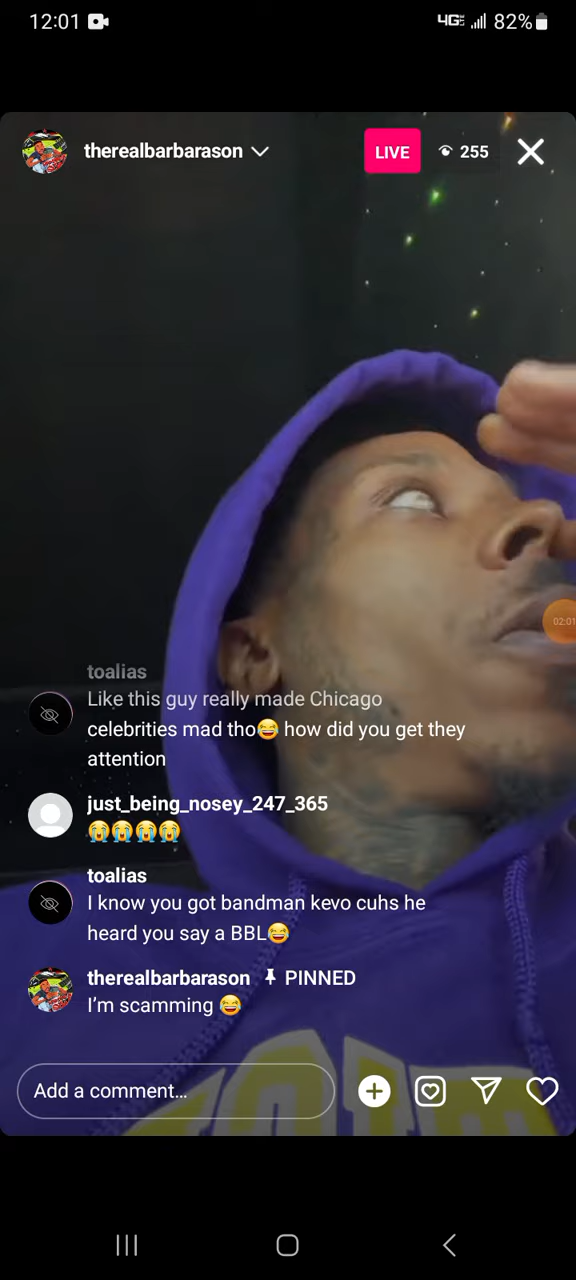 12:01
4G
82%
therealbarbarason
LIVE
255
02:01
toalias
Like this guy really made Chicago
celebrities mad tho😂 how did you get they
attention
just_being_nosey_247_365
😭😭😭😭
toalias
I know you got bandman kevo cuhs he
heard you say a BBL😂
therealbarbarason 📌 PINNED
I'm scamming 😂
Add a comment...